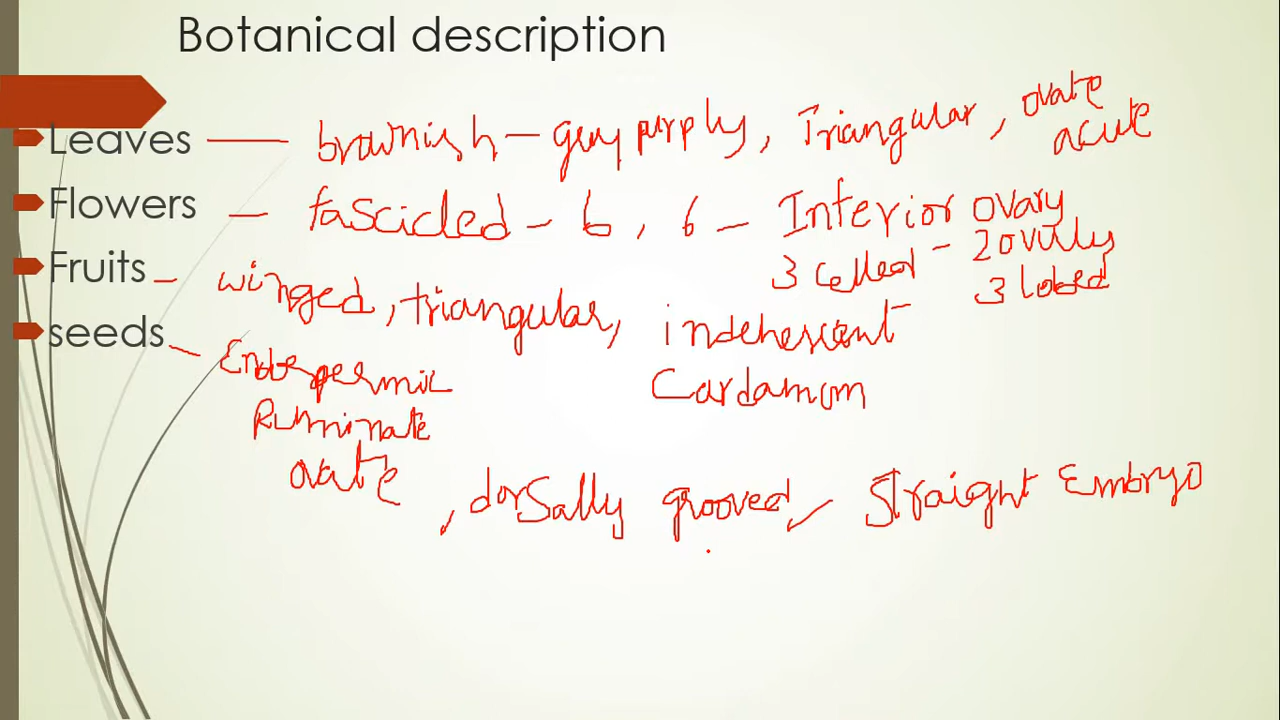 Botanical description
Leaves — brownish - grey purply, Triangular, ovate
acute
Flowers - fascicled - 6, 6 - Interior ovary
3 celled - 2 ovules
3 lobed
Fruits - winged, triangular, indehescent
Cardamom
seeds - Endospermic
Ruminate
ovate, dorsally grooved, Straight Embryo